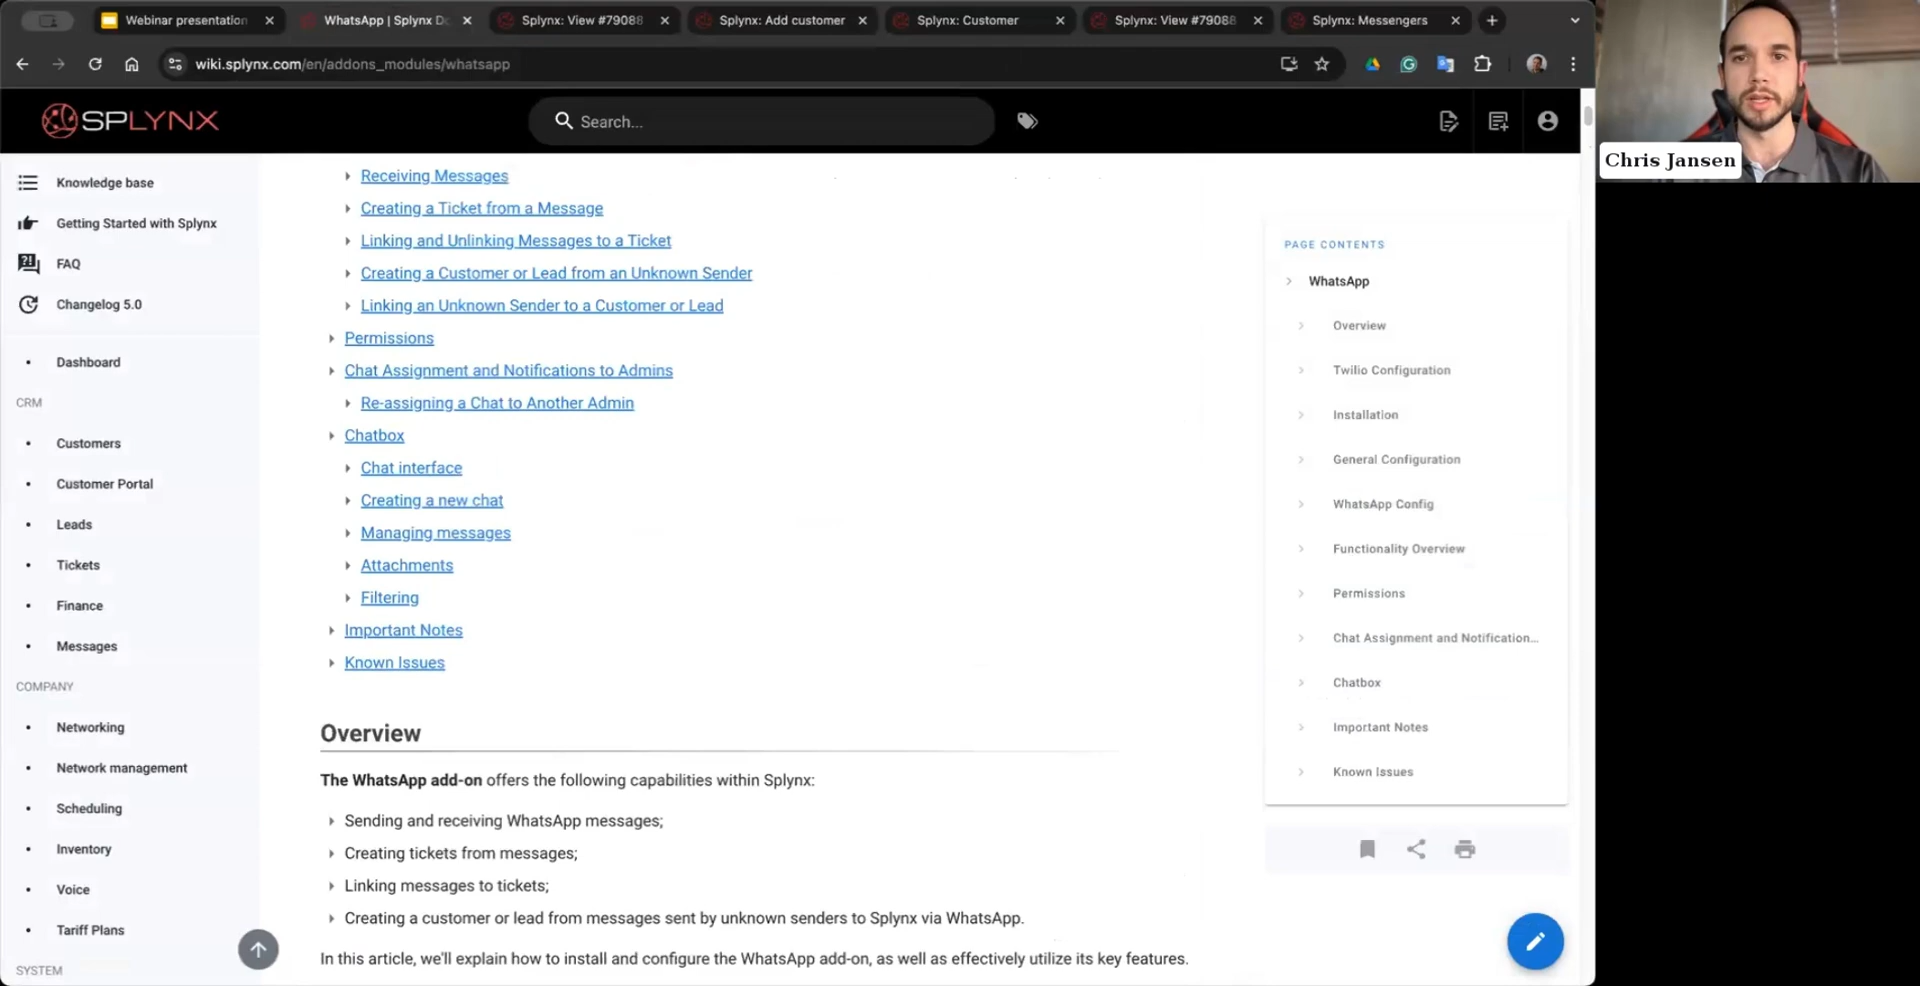 Webinar presentation
WhatsApp | Splynx Do
Splynx: View #79088
Splynx: Add customer
Splynx: Customer
Splynx: View #79088
Splynx: Messengers
wiki.splynx.com/en/addons_modules/whatsapp
SPLYNX
Search...
Chris Jansen
Knowledge base
Getting Started with Splynx
FAQ
Changelog 5.0
Dashboard
CRM
Customers
Customer Portal
Leads
Tickets
Finance
Messages
COMPANY
Networking
Network management
Scheduling
Inventory
Voice
Tariff Plans
SYSTEM
Receiving Messages
Creating a Ticket from a Message
Linking and Unlinking Messages to a Ticket
Creating a Customer or Lead from an Unknown Sender
Linking an Unknown Sender to a Customer or Lead
Permissions
Chat Assignment and Notifications to Admins
Re-assigning a Chat to Another Admin
Chatbox
Chat interface
Creating a new chat
Managing messages
Attachments
Filtering
Important Notes
Known Issues
Overview
The WhatsApp add-on offers the following capabilities within Splynx:
Sending and receiving WhatsApp messages;
Creating tickets from messages;
Linking messages to tickets;
Creating a customer or lead from messages sent by unknown senders to Splynx via WhatsApp.
In this article, we'll explain how to install and configure the WhatsApp add-on, as well as effectively utilize its key features.
PAGE CONTENTS
WhatsApp
Overview
Twilio Configuration
Installation
General Configuration
WhatsApp Config
Functionality Overview
Permissions
Chat Assignment and Notification...
Chatbox
Important Notes
Known Issues